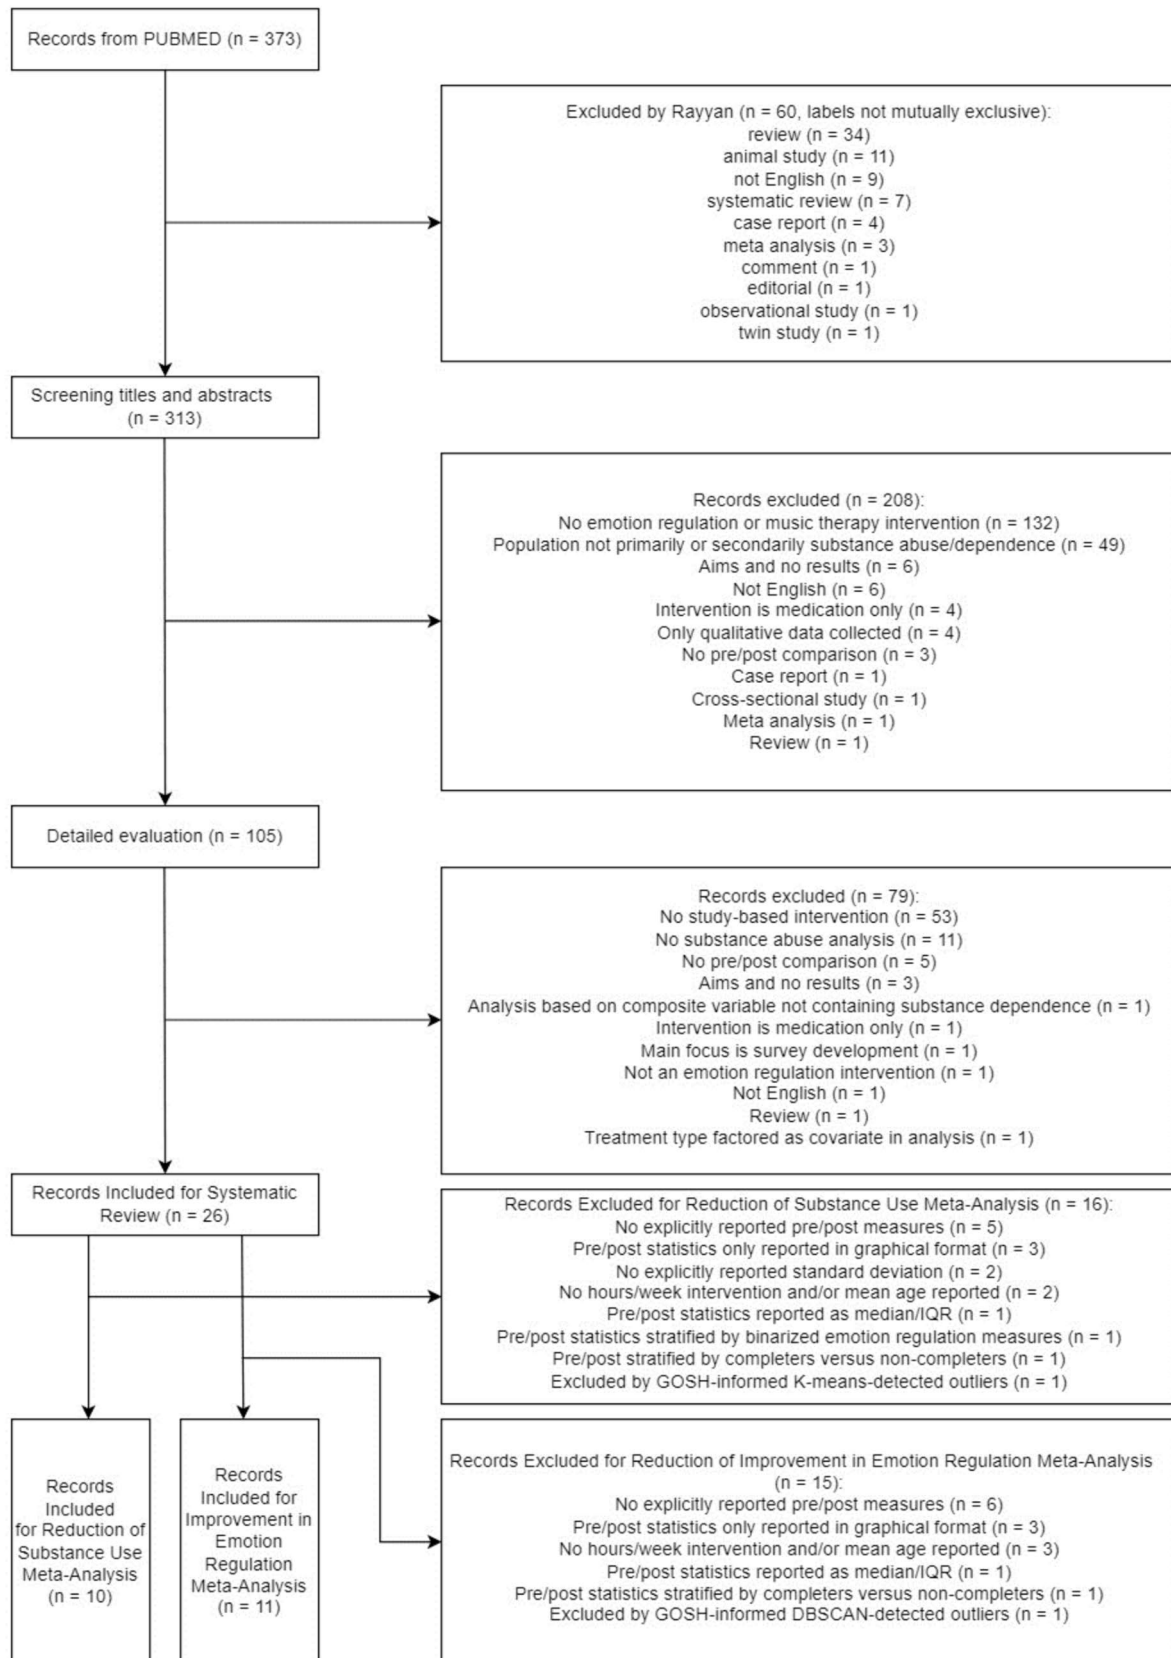 Records from PUBMED (n = 373)
Excluded by Rayyan (n = 60, labels not mutually exclusive):
review (n = 34)
animal study (n = 11)
not English (n = 9)
systematic review (n = 7)
case report (n = 4)
meta analysis (n = 3)
comment (n = 1)
editorial (n = 1)
observational study (n = 1)
twin study (n = 1)
Screening titles and abstracts
(n = 313)
Records excluded (n = 208):
No emotion regulation or music therapy intervention (n = 132)
Population not primarily or secondarily substance abuse/dependence (n = 49)
Aims and no results (n = 6)
Not English (n = 6)
Intervention is medication only (n = 4)
Only qualitative data collected (n = 4)
No pre/post comparison (n = 3)
Case report (n = 1)
Cross-sectional study (n = 1)
Meta analysis (n = 1)
Review (n = 1)
Detailed evaluation (n = 105)
Records excluded (n = 79):
No study-based intervention (n = 53)
No substance abuse analysis (n = 11)
No pre/post comparison (n = 5)
Aims and no results (n = 3)
Analysis based on composite variable not containing substance dependence (n = 1)
Intervention is medication only (n = 1)
Main focus is survey development (n = 1)
Not an emotion regulation intervention (n = 1)
Not English (n = 1)
Review (n = 1)
Treatment type factored as covariate in analysis (n = 1)
Records Included for Systematic
Review (n = 26)
Records Excluded for Reduction of Substance Use Meta-Analysis (n = 16):
No explicitly reported pre/post measures (n = 5)
Pre/post statistics only reported in graphical format (n = 3)
No explicitly reported standard deviation (n = 2)
No hours/week intervention and/or mean age reported (n = 2)
Pre/post statistics reported as median/IQR (n = 1)
Pre/post statistics stratified by binarized emotion regulation measures (n = 1)
Pre/post stratified by completers versus non-completers (n = 1)
Excluded by GOSH-informed K-means-detected outliers (n = 1)
Records
Included
for Reduction of
Substance Use
Meta-Analysis
(n = 10)
Records
Included for
Improvement in
Emotion
Regulation
Meta-Analysis
(n = 11)
Records Excluded for Reduction of Improvement in Emotion Regulation Meta-Analysis
(n = 15):
No explicitly reported pre/post measures (n = 6)
Pre/post statistics only reported in graphical format (n = 3)
No hours/week intervention and/or mean age reported (n = 3)
Pre/post statistics reported as median/IQR (n = 1)
Pre/post statistics stratified by completers versus non-completers (n = 1)
Excluded by GOSH-informed DBSCAN-detected outliers (n = 1)